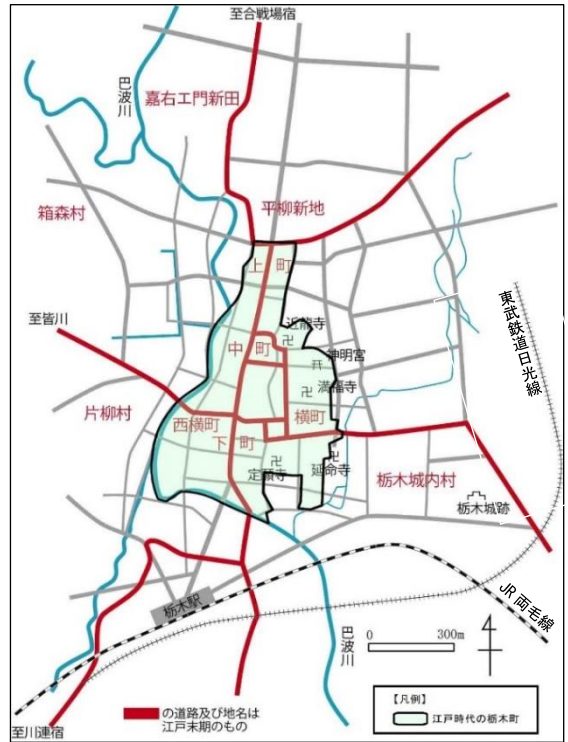 至合戦場宿
巴波川
嘉右エ門新田
箱森村
平柳新地
上町
至皆川
近龍寺
中町
神明宮
東武鉄道日光線
満福寺
片柳村
西横町
横町
下町
定願寺
延命寺
栃木城内村
栃木城跡
栃木駅
JR両毛線
巴波川
0 300m
の道路及び地名は
江戸末期のもの
【凡例】
江戸時代の栃木町
至川連宿